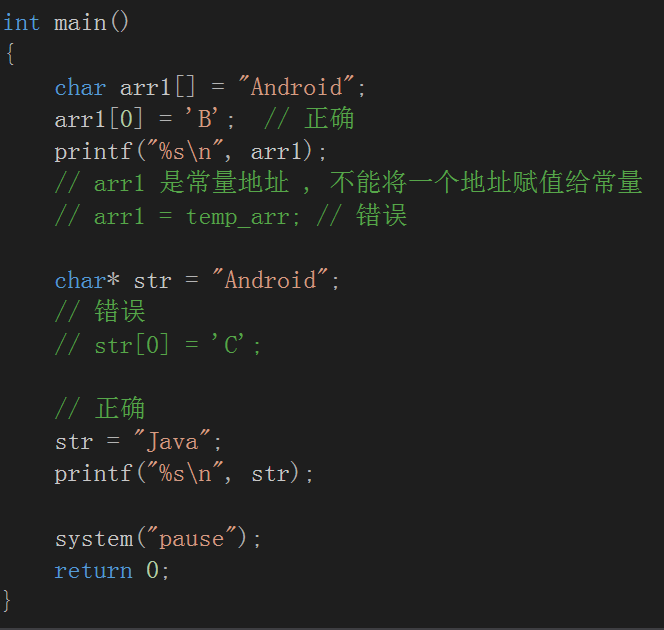 int main()
{
    char arr1[] = "Android";
    arr1[0] = 'B';  // 正确
    printf("%s\n", arr1);
    // arr1 是常量地址 , 不能将一个地址赋值给常量
    // arr1 = temp_arr; // 错误
    char* str = "Android";
    // 错误
    // str[0] = 'C';
    // 正确
    str = "Java";
    printf("%s\n", str);
    system("pause");
    return 0;
}